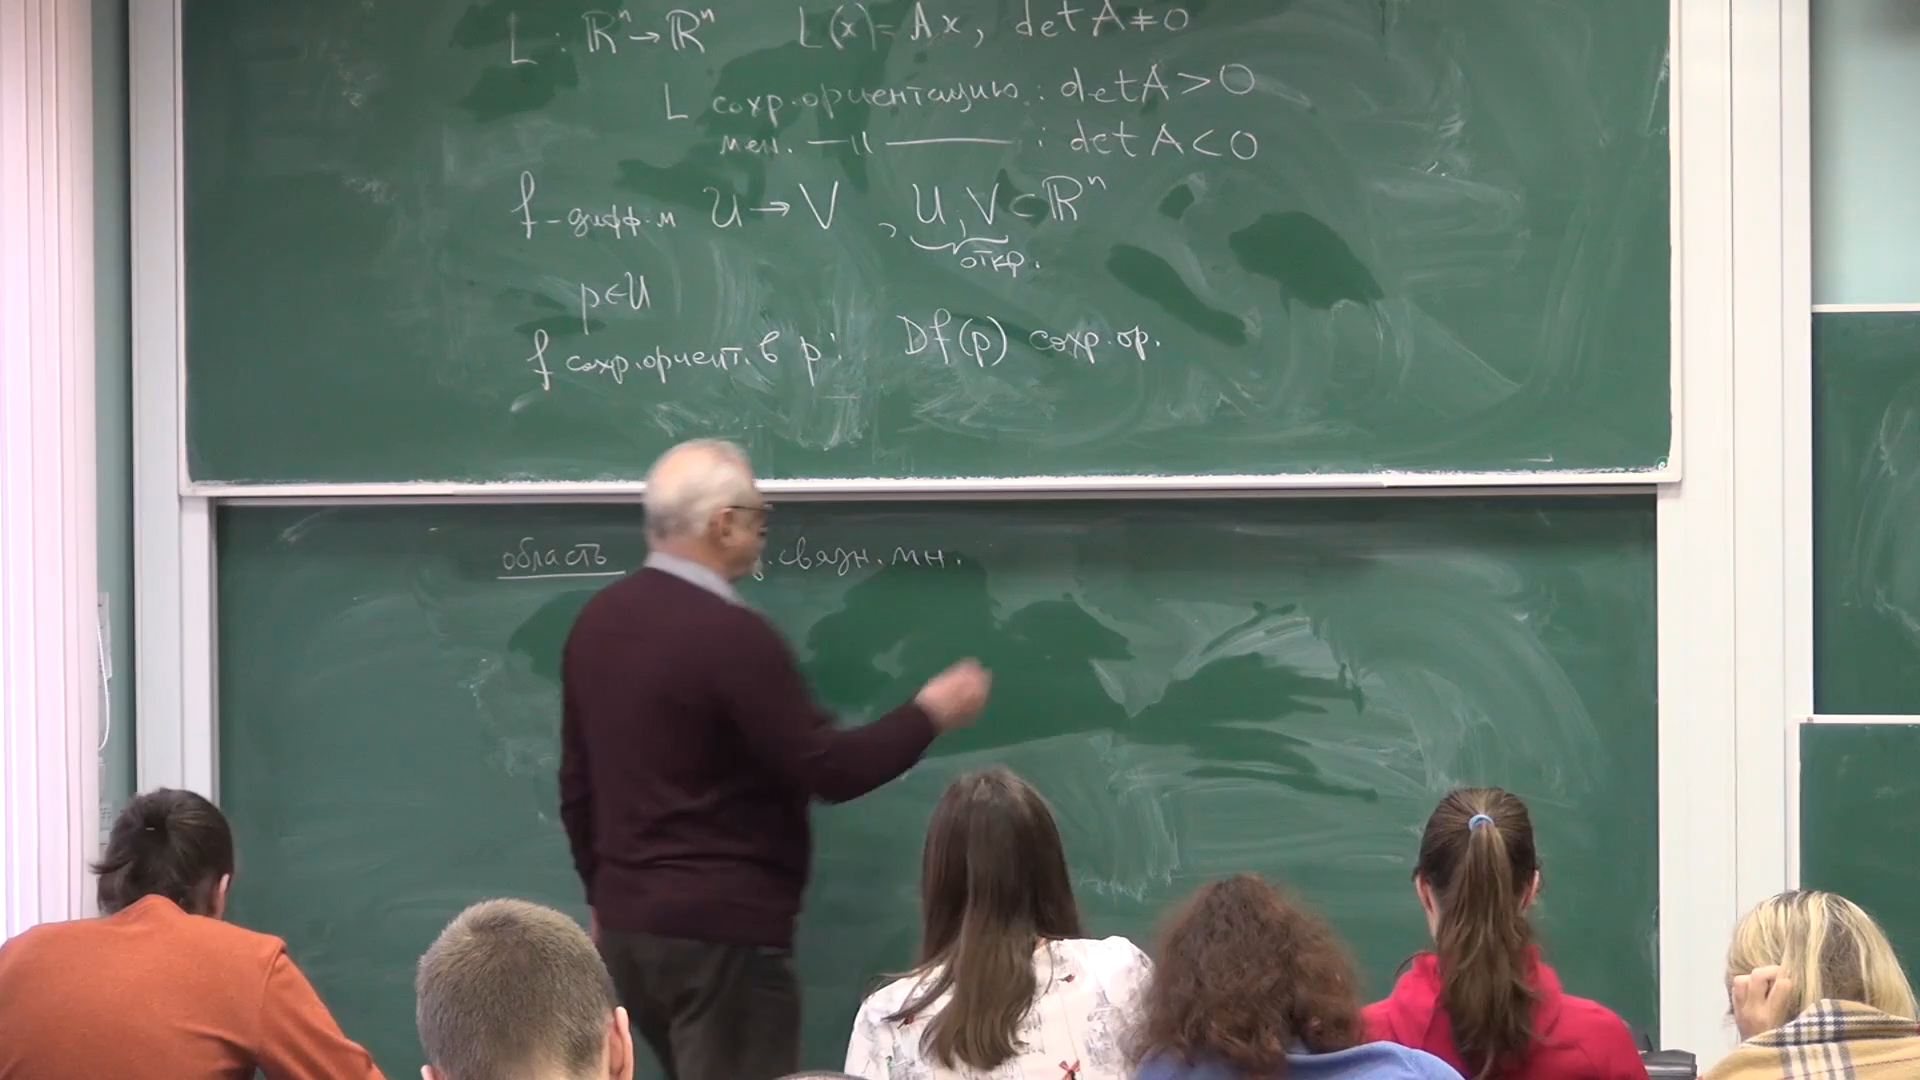 L : ℝⁿ → ℝⁿ L(x) = Ax, det A ≠ 0
L сохр. ориентацию : det A > 0
мен. —||— : det A < 0
f - дифф-м U → V , U, V ⊂ ℝⁿ
откр.
p ∈ U
f сохр. ориент. в p : Df(p) сохр. ор.
область связн. мн.